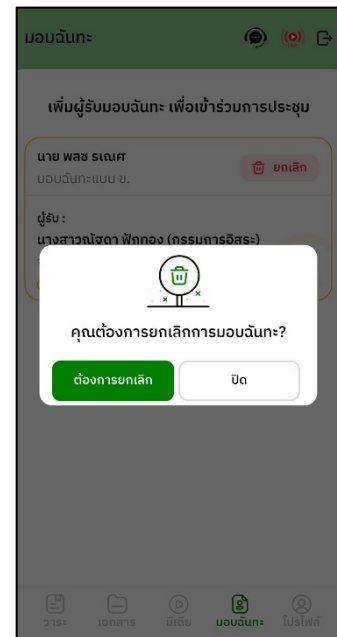 มอบฉันทะ
เพิ่มผู้รับมอบฉันทะ เพื่อเข้าร่วมการประชุม
นาย พลช ธเณศ
ยกเลิก
มอบฉันทะแบบ ข.
ผู้รับ :
นางสาวณัฐดา ฟักทอง (กรรมการอิสระ)
คุณต้องการยกเลิกการมอบฉันทะ?
ต้องการยกเลิก
ปิด
วาระ
เอกสาร
มีเดีย
มอบฉันทะ
โปรไฟล์